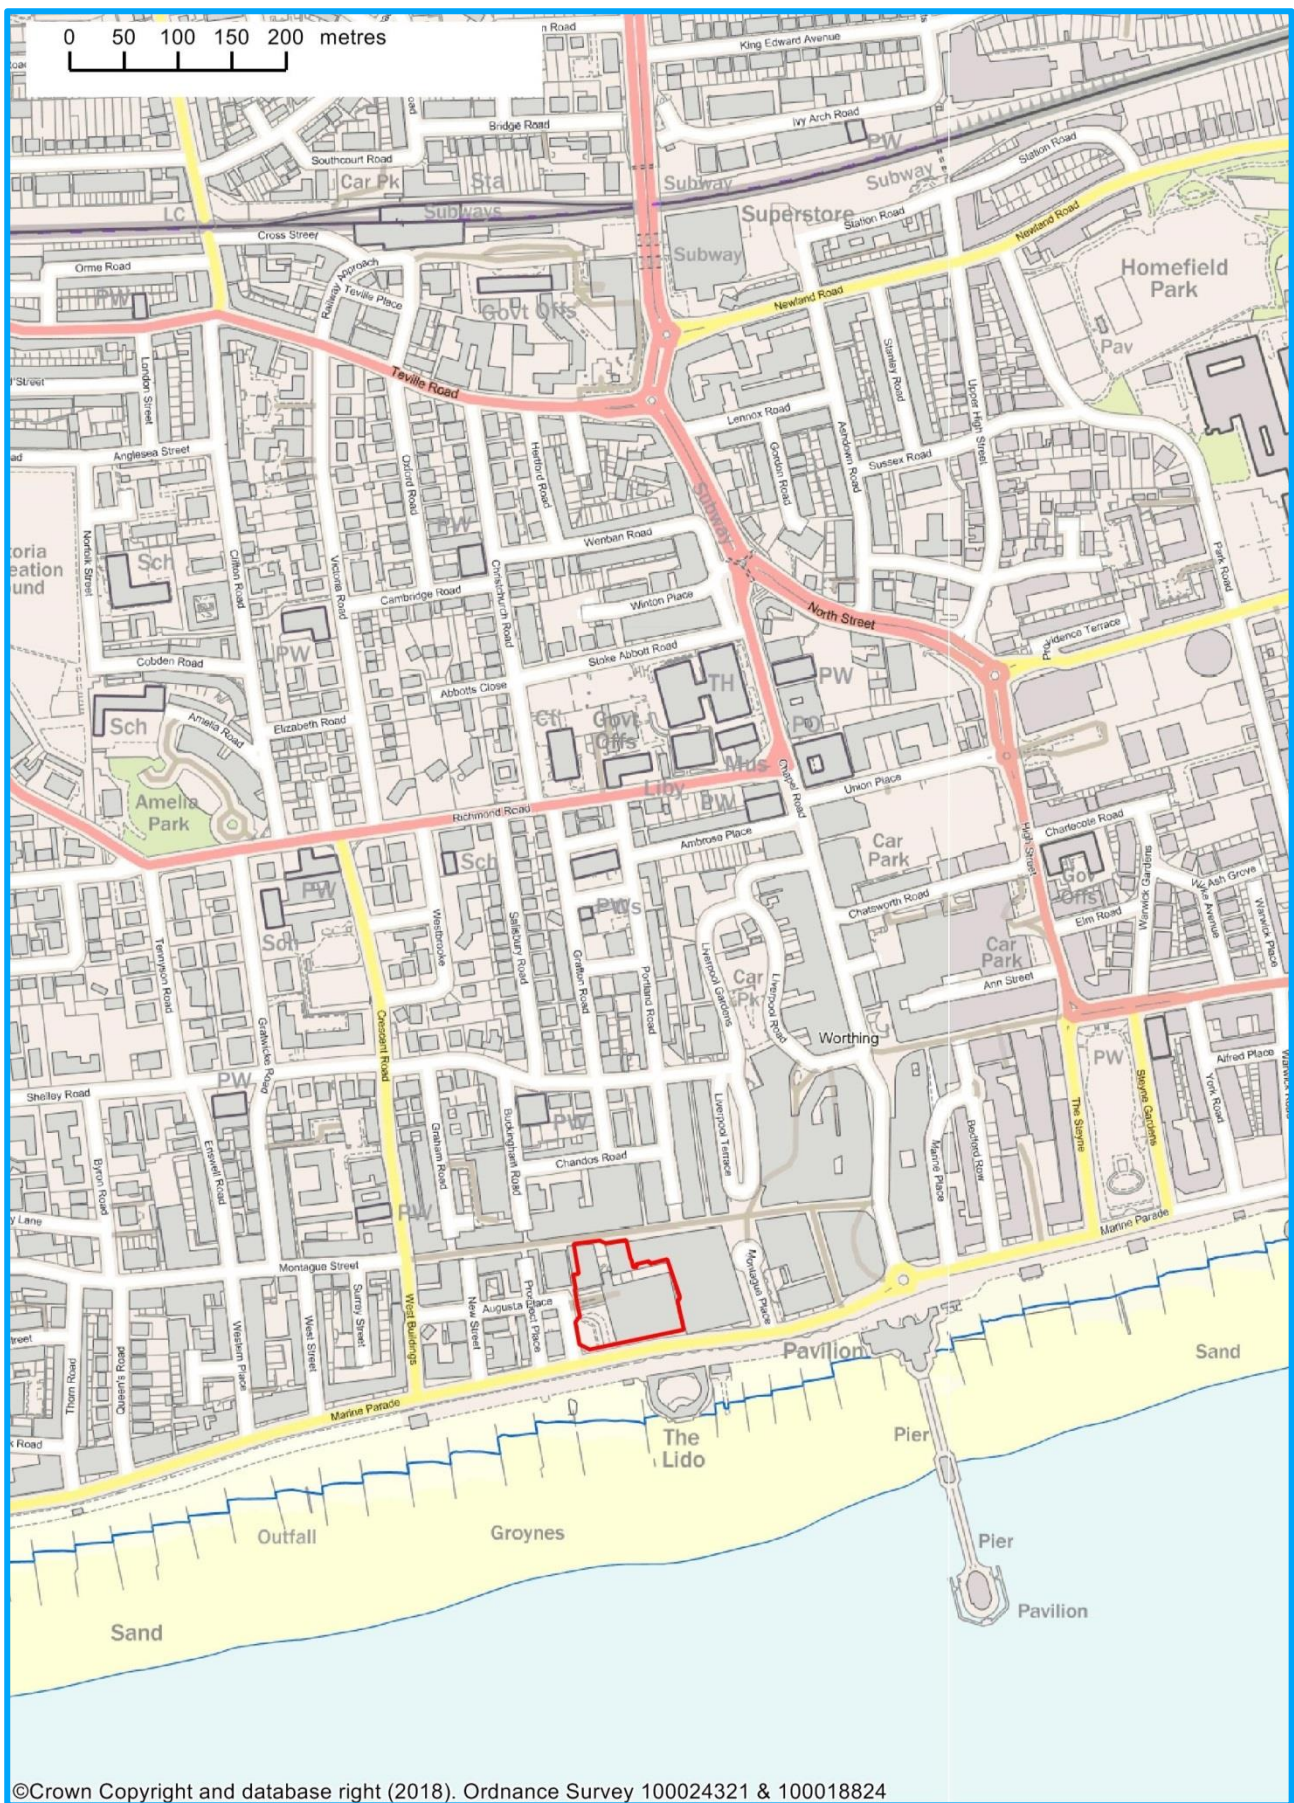 0 50 100 150 200 metres
n Road
King Edward Avenue
Ivy Arch Road
Bridge Road
PW
Station Road
Southcourt Road
Car Pk
Sta
Subway
Subway
LC
Subways
Superstore
Station Road
Newland Road
Cross Street
Subway
Orme Road
Railway Approach
Homefield
Park
PW
Teville Place
Govt Offs
Newland Road
Pav
London Street
Stanley Road
d'Street
Teville Road
Upper High Street
Lennox Road
Anglesea Street
Oxford Road
Hertford Road
Gordon Road
Ashdown Road
Sussex Road
Subway
PW
Norfolk Street
Sch
Clifton Road
Victoria Road
Wenban Road
Christchurch Road
Park Road
toria
eation
und
Cambridge Road
Winton Place
North Street
Providence Terrace
PW
Cobden Road
Stoke Abbott Road
Abbotts Close
TH
PW
Sch
Amelia Road
Elizabeth Road
Govt
Offs
PO
Mus
Chapel Road
Amelia
Park
Liby
Union Place
Richmond Road
PW
Ambrose Place
Charlecote Road
High Street
Car
Park
Sch
PW
Gov
Offs
Ash Grove
Warwick Gardens
PWs
Chatsworth Road
Elm Road
Warwick Place
Sch
Westbrooke
Salisbury Road
Tennyson Road
Grafton Road
Portland Road
Liverpool Gardens
Car
Pk
Liverpool Road
Car
Park
Ann Street
Gratwicke Road
Crescent Road
Worthing
PW
Alfred Place
PW
Shelley Road
Steyne Gardens
York Road
The Steyne
PW
Liverpool Terrace
Graham Road
Buckingham Road
Byron Road
Chandos Road
Marine Place
Bedford Row
PW
y Lane
Marine Parade
Montague Street
Montague Place
Augusta Place
Prospect Place
New Street
West Buildings
Surrey Street
West Street
Western Place
treet
Thorn Road
Queen's Road
Pavilion
Sand
Marine Parade
k Road
The
Lido
Pier
Outfall
Groynes
Pier
Pavilion
Sand
©Crown Copyright and database right (2018). Ordnance Survey 100024321 & 100018824